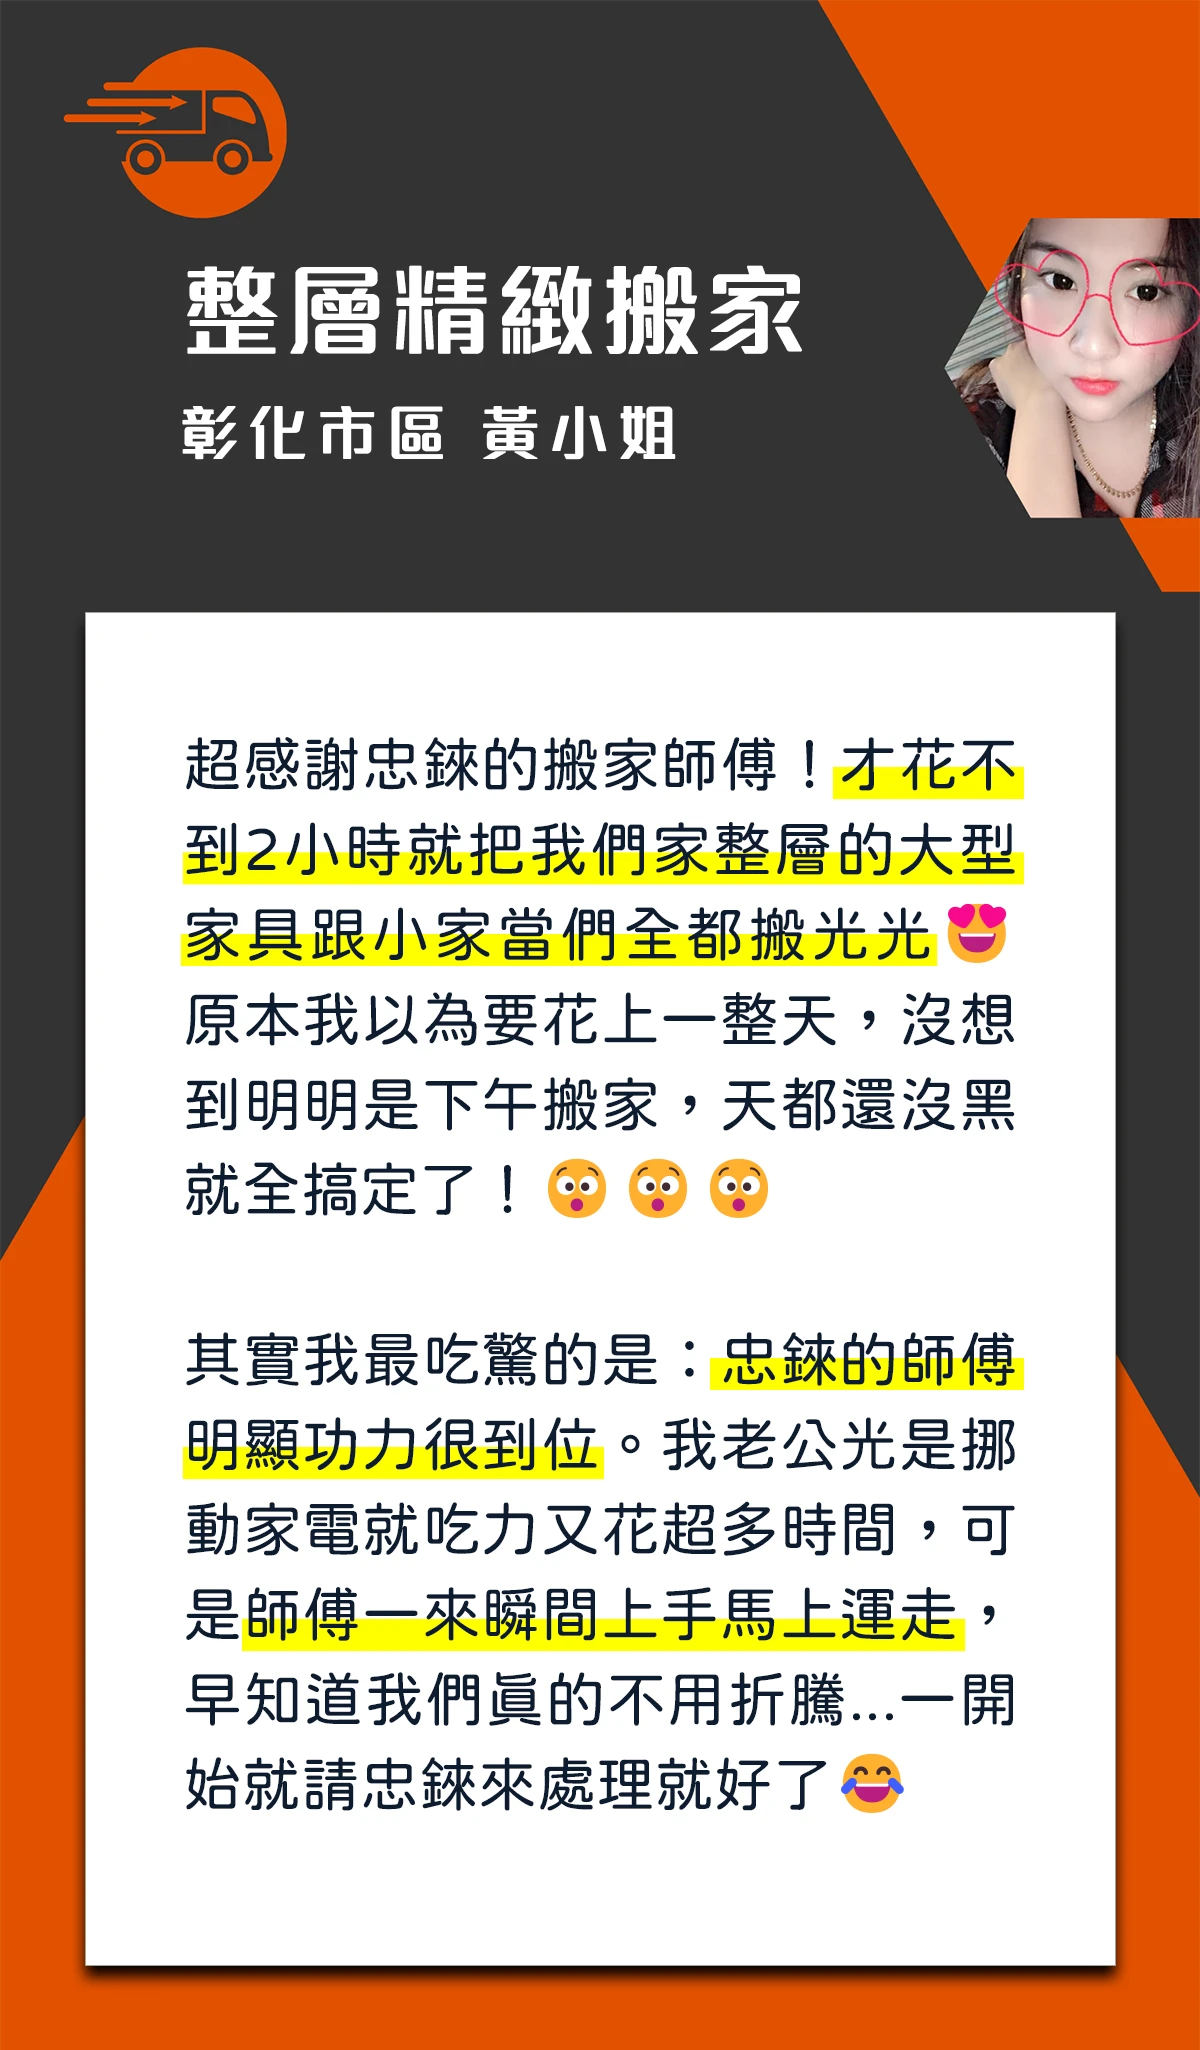 整層精緻搬家
彰化市區 黃小姐
超感謝忠錸的搬家師傅！才花不
到2小時就把我們家整層的大型
家具跟小家當們全都搬光光😍
原本我以為要花上一整天，沒想
到明明是下午搬家，天都還沒黑
就全搞定了！😲😲😲
其實我最吃驚的是：忠錸的師傅
明顯功力很到位。我老公光是挪
動家電就吃力又花超多時間，可
是師傅一來瞬間上手馬上運走，
早知道我們眞的不用折騰...一開
始就請忠錸來處理就好了😂